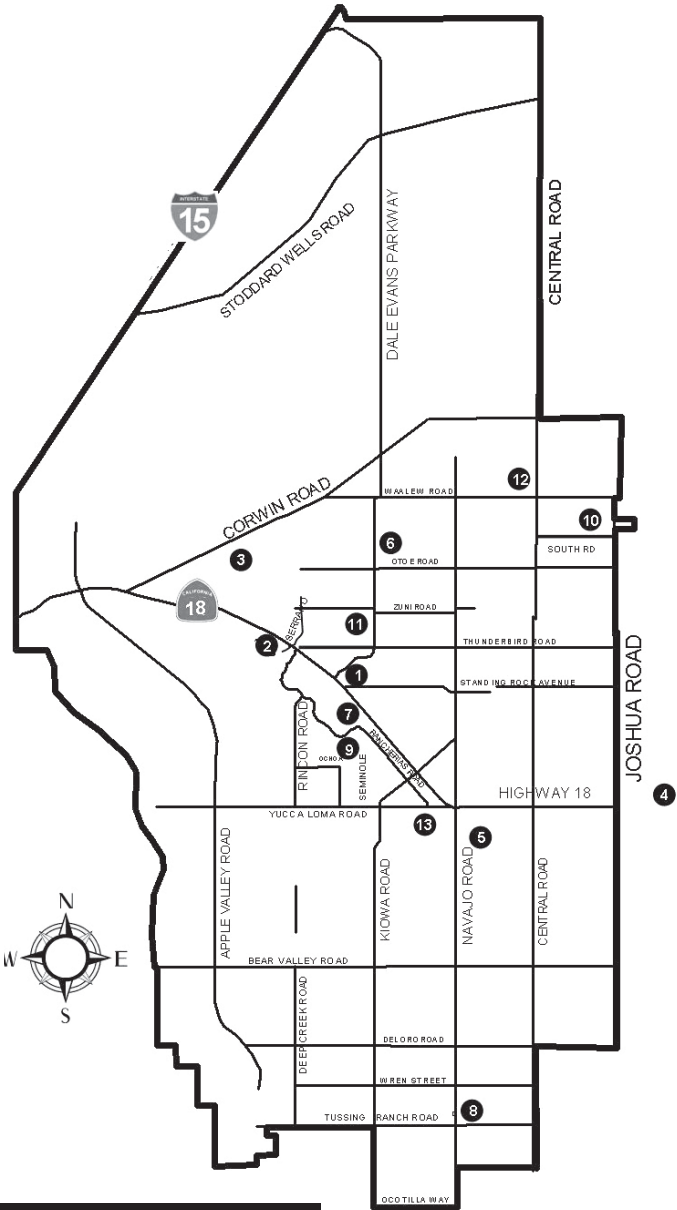 INTERSTATE
15
STODDARD WELLS ROAD
DALE EVANS PARKWAY
CENTRAL ROAD
CORWIN ROAD
WAALEW ROAD
12
10
SOUTH RD
6
3
OTOE ROAD
CALIFORNIA
18
SERRANO
ZUNI ROAD
11
2
THUNDERBIRD ROAD
1
STANDING ROCK AVENUE
JOSHUA ROAD
7
RANCHERIAS ROAD
9
RINCON ROAD
OCHOA
SEMINOLE
HIGHWAY 18
4
YUCCA LOMA ROAD
13
5
APPLE VALLEY ROAD
KIOWA ROAD
NAVAJO ROAD
CENTRAL ROAD
N
W
E
S
BEAR VALLEY ROAD
DEEP CREEK ROAD
DEL ORO ROAD
WREN STREET
8
TUSSING RANCH ROAD
OCOTILLA WAY